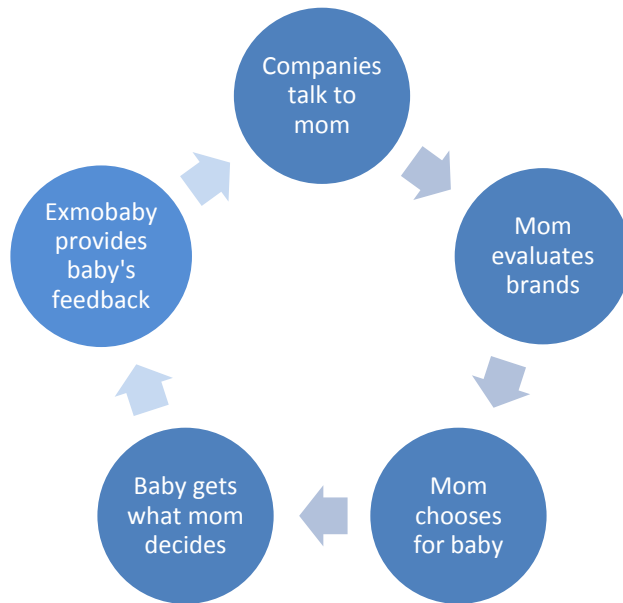 Companies
talk to
mom
Mom
evaluates
brands
Mom
chooses
for baby
Baby gets
what mom
decides
Exmobaby
provides
baby's
feedback